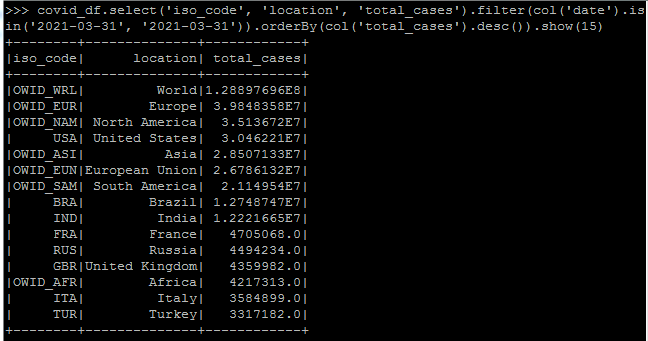 >>> covid_df.select('iso_code', 'location', 'total_cases').filter(col('date').is
in('2021-03-31', '2021-03-31')).orderBy(col('total_cases').desc()).show(15)
+--------+--------------+------------+
|iso_code|      location| total_cases|
+--------+--------------+------------+
|OWID_WRL|         World|1.28897696E8|
|OWID_EUR|        Europe| 3.9848358E7|
|OWID_NAM| North America|  3.513672E7|
|     USA| United States|  3.046221E7|
|OWID_ASI|          Asia| 2.8507133E7|
|OWID_EUN|European Union| 2.6786132E7|
|OWID_SAM| South America|  2.114954E7|
|     BRA|        Brazil| 1.2748747E7|
|     IND|         India| 1.2221665E7|
|     FRA|        France|   4705068.0|
|     RUS|        Russia|   4494234.0|
|     GBR|United Kingdom|   4359982.0|
|OWID_AFR|        Africa|   4217313.0|
|     ITA|         Italy|   3584899.0|
|     TUR|        Turkey|   3317182.0|
+--------+--------------+------------+